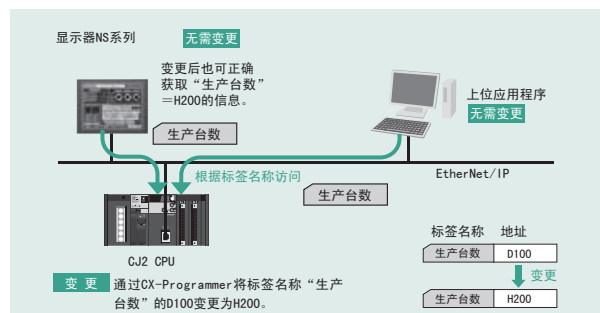 显示器NS系列
无需变更
变更后也可正确
获取“生产台数”
＝H200的信息。
生产台数
上位应用程序
无需变更
根据标签名称访问
EtherNet/IP
生产台数
CJ2 CPU
标签名称 地址
生产台数 D100
变更
生产台数 H200
变 更 通过CX-Programmer将标签名称“生产
台数”的D100变更为H200。